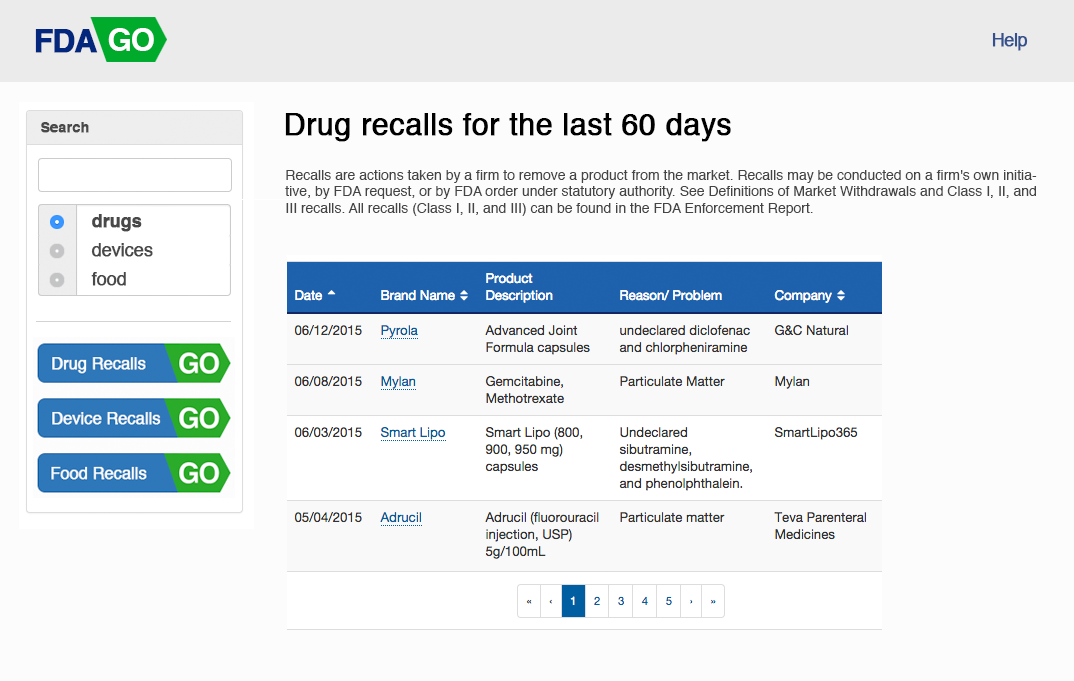 FDA GO
Help
Search
drugs
devices
food
Drug Recalls GO
Device Recalls GO
Food Recalls GO
Drug recalls for the last 60 days
Recalls are actions taken by a firm to remove a product from the market. Recalls may be conducted on a firm's own initia-
tive, by FDA request, or by FDA order under statutory authority. See Definitions of Market Withdrawals and Class I, II, and
III recalls. All recalls (Class I, II, and III) can be found in the FDA Enforcement Report.
Product
Date Brand Name Description Reason/ Problem Company
06/12/2015 Pyrola Advanced Joint undeclared diclofenac G&C Natural
Formula capsules and chlorpheniramine
06/08/2015 Mylan Gemcitabine, Particulate Matter Mylan
Methotrexate
06/03/2015 Smart Lipo Smart Lipo (800, Undeclared SmartLipo365
900, 950 mg) sibutramine,
capsules desmethylsibutramine,
and phenolphthalein.
05/04/2015 Adrucil Adrucil (fluorouracil Particulate matter Teva Parenteral
injection, USP) Medicines
5g/100mL
« ‹ 1 2 3 4 5 › »